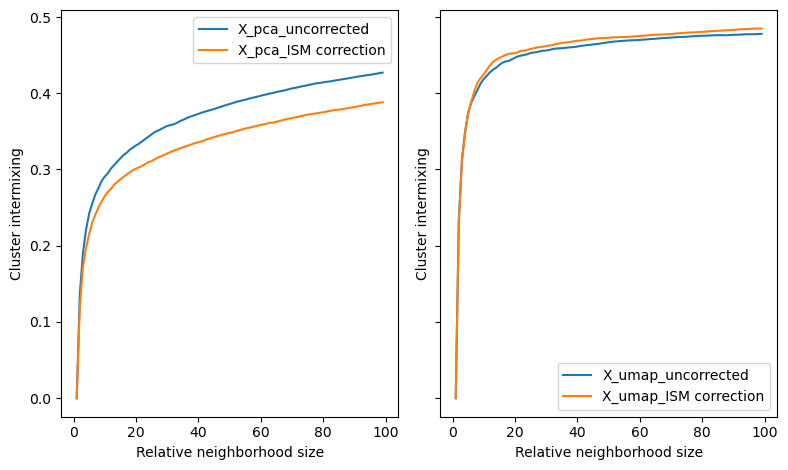 X_pca_uncorrected
X_pca_ISM correction
0.5
0.4
0.3
0.2
0.1
0.0
Cluster intermixing
0
20
40
60
80
100
Relative neighborhood size
Cluster intermixing
X_umap_uncorrected
X_umap_ISM correction
0
20
40
60
80
100
Relative neighborhood size